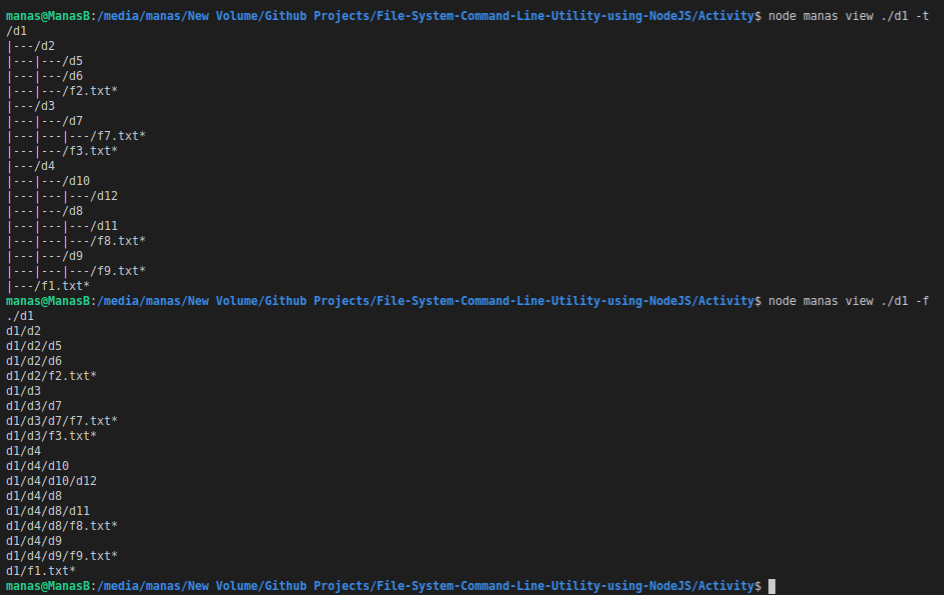 manas@ManasB:/media/manas/New Volume/Github Projects/File-System-Command-Line-Utility-using-NodeJS/Activity$ node manas view ./d1 -t
/d1
|---/d2
|---|---/d5
|---|---/d6
|---|---/f2.txt*
|---/d3
|---|---/d7
|---|---|---/f7.txt*
|---|---/f3.txt*
|---/d4
|---|---/d10
|---|---|---/d12
|---|---/d8
|---|---|---/d11
|---|---|---/f8.txt*
|---|---/d9
|---|---|---/f9.txt*
|---/f1.txt*
manas@ManasB:/media/manas/New Volume/Github Projects/File-System-Command-Line-Utility-using-NodeJS/Activity$ node manas view ./d1 -f
./d1
d1/d2
d1/d2/d5
d1/d2/d6
d1/d2/f2.txt*
d1/d3
d1/d3/d7
d1/d3/d7/f7.txt*
d1/d3/f3.txt*
d1/d4
d1/d4/d10
d1/d4/d10/d12
d1/d4/d8
d1/d4/d8/d11
d1/d4/d8/f8.txt*
d1/d4/d9
d1/d4/d9/f9.txt*
d1/f1.txt*
manas@ManasB:/media/manas/New Volume/Github Projects/File-System-Command-Line-Utility-using-NodeJS/Activity$